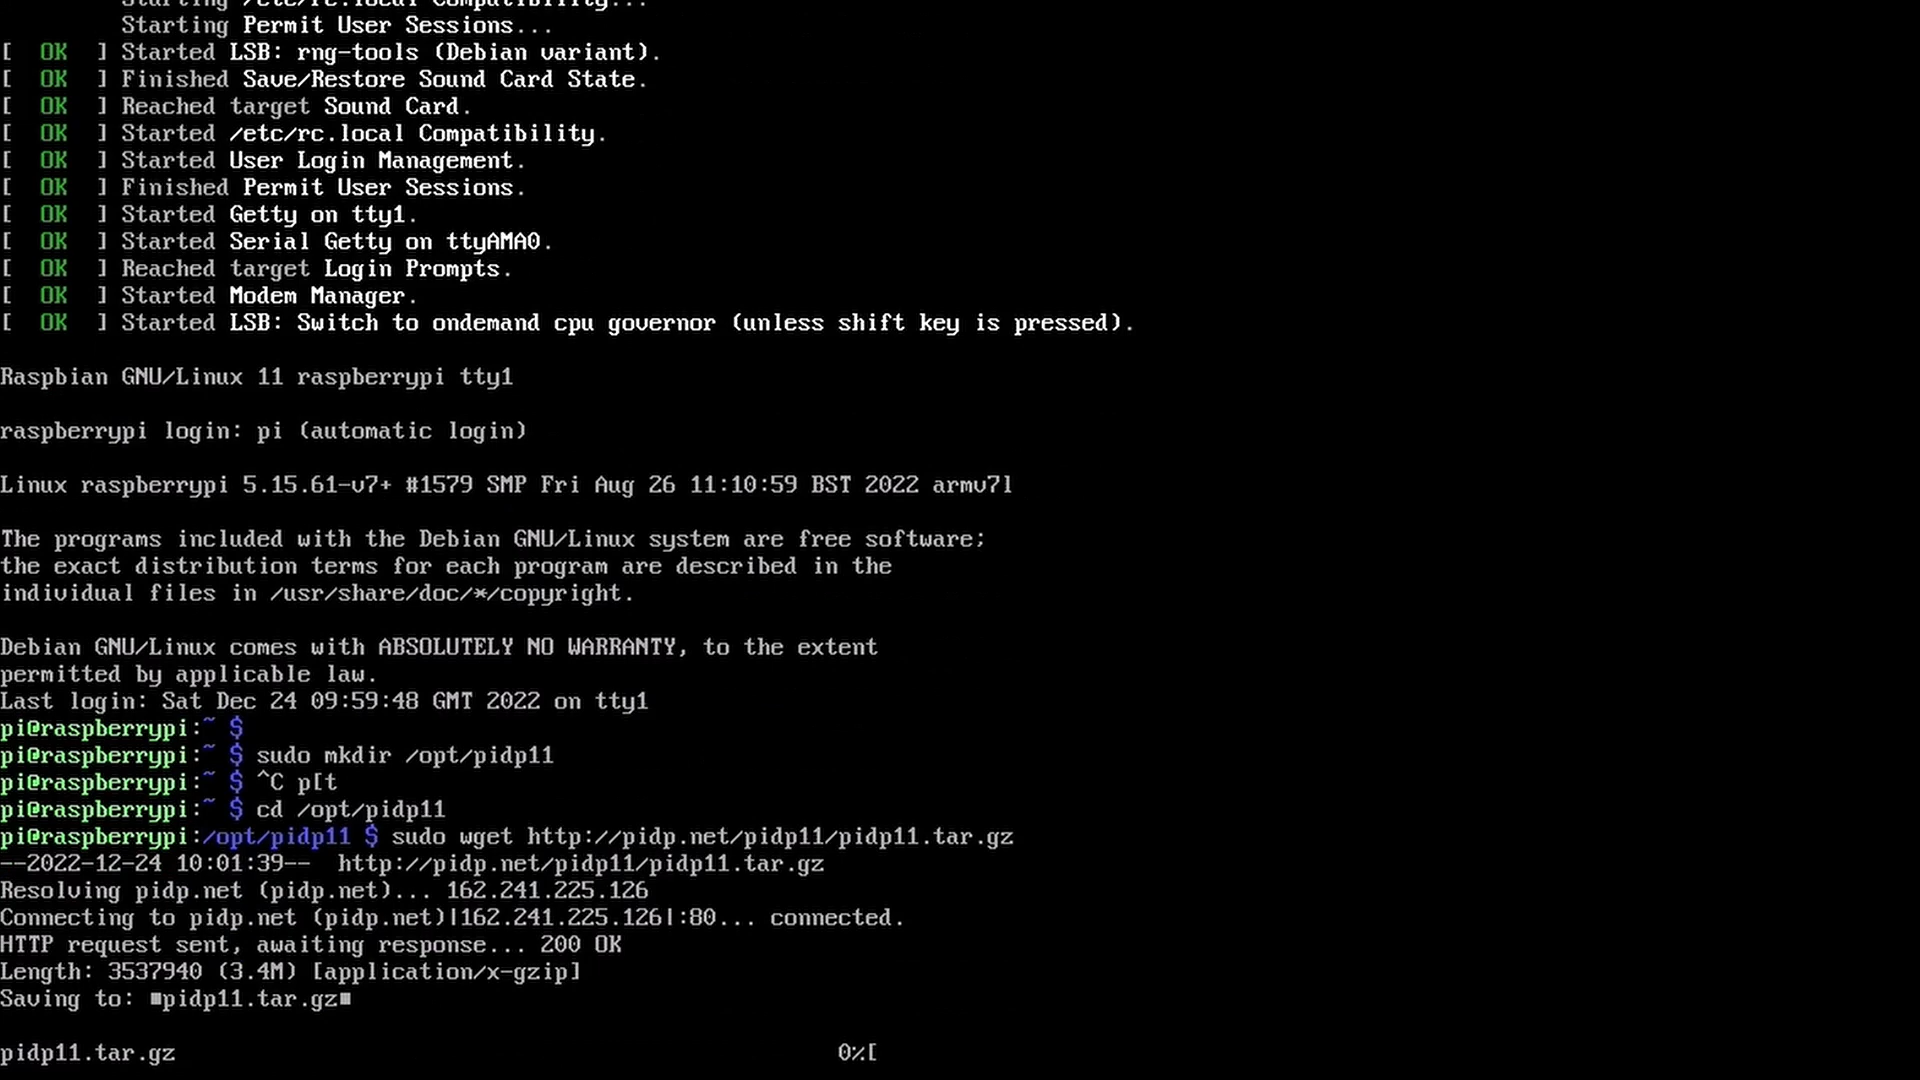 Starting /etc/rc.local Compatibility...
Starting Permit User Sessions...
[  OK  ] Started LSB: rng-tools (Debian variant).
[  OK  ] Finished Save/Restore Sound Card State.
[  OK  ] Reached target Sound Card.
[  OK  ] Started /etc/rc.local Compatibility.
[  OK  ] Started User Login Management.
[  OK  ] Finished Permit User Sessions.
[  OK  ] Started Getty on tty1.
[  OK  ] Started Serial Getty on ttyAMA0.
[  OK  ] Reached target Login Prompts.
[  OK  ] Started Modem Manager.
[  OK  ] Started LSB: Switch to ondemand cpu governor (unless shift key is pressed).
Raspbian GNU/Linux 11 raspberrypi tty1
raspberrypi login: pi (automatic login)
Linux raspberrypi 5.15.61-v7+ #1579 SMP Fri Aug 26 11:10:59 BST 2022 armv7l
The programs included with the Debian GNU/Linux system are free software;
the exact distribution terms for each program are described in the
individual files in /usr/share/doc/*/copyright.
Debian GNU/Linux comes with ABSOLUTELY NO WARRANTY, to the extent
permitted by applicable law.
Last login: Sat Dec 24 09:59:48 GMT 2022 on tty1
pi@raspberrypi:~ $
pi@raspberrypi:~ $ sudo mkdir /opt/pidp11
pi@raspberrypi:~ $ ^C p[t
pi@raspberrypi:~ $ cd /opt/pidp11
pi@raspberrypi:/opt/pidp11 $ sudo wget http://pidp.net/pidp11/pidp11.tar.gz
--2022-12-24 10:01:39--  http://pidp.net/pidp11/pidp11.tar.gz
Resolving pidp.net (pidp.net)... 162.241.225.126
Connecting to pidp.net (pidp.net)|162.241.225.126|:80... connected.
HTTP request sent, awaiting response... 200 OK
Length: 3537940 (3.4M) [application/x-gzip]
Saving to: ■pidp11.tar.gz■
pidp11.tar.gz 0%[